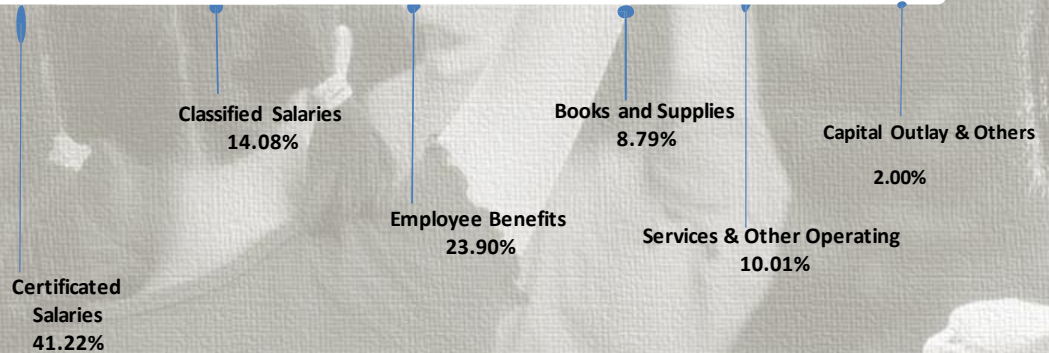 Classified Salaries
14.08%
Books and Supplies
8.79%
Capital Outlay & Others
2.00%
Employee Benefits
23.90%
Services & Other Operating
10.01%
Certificated
Salaries
41.22%